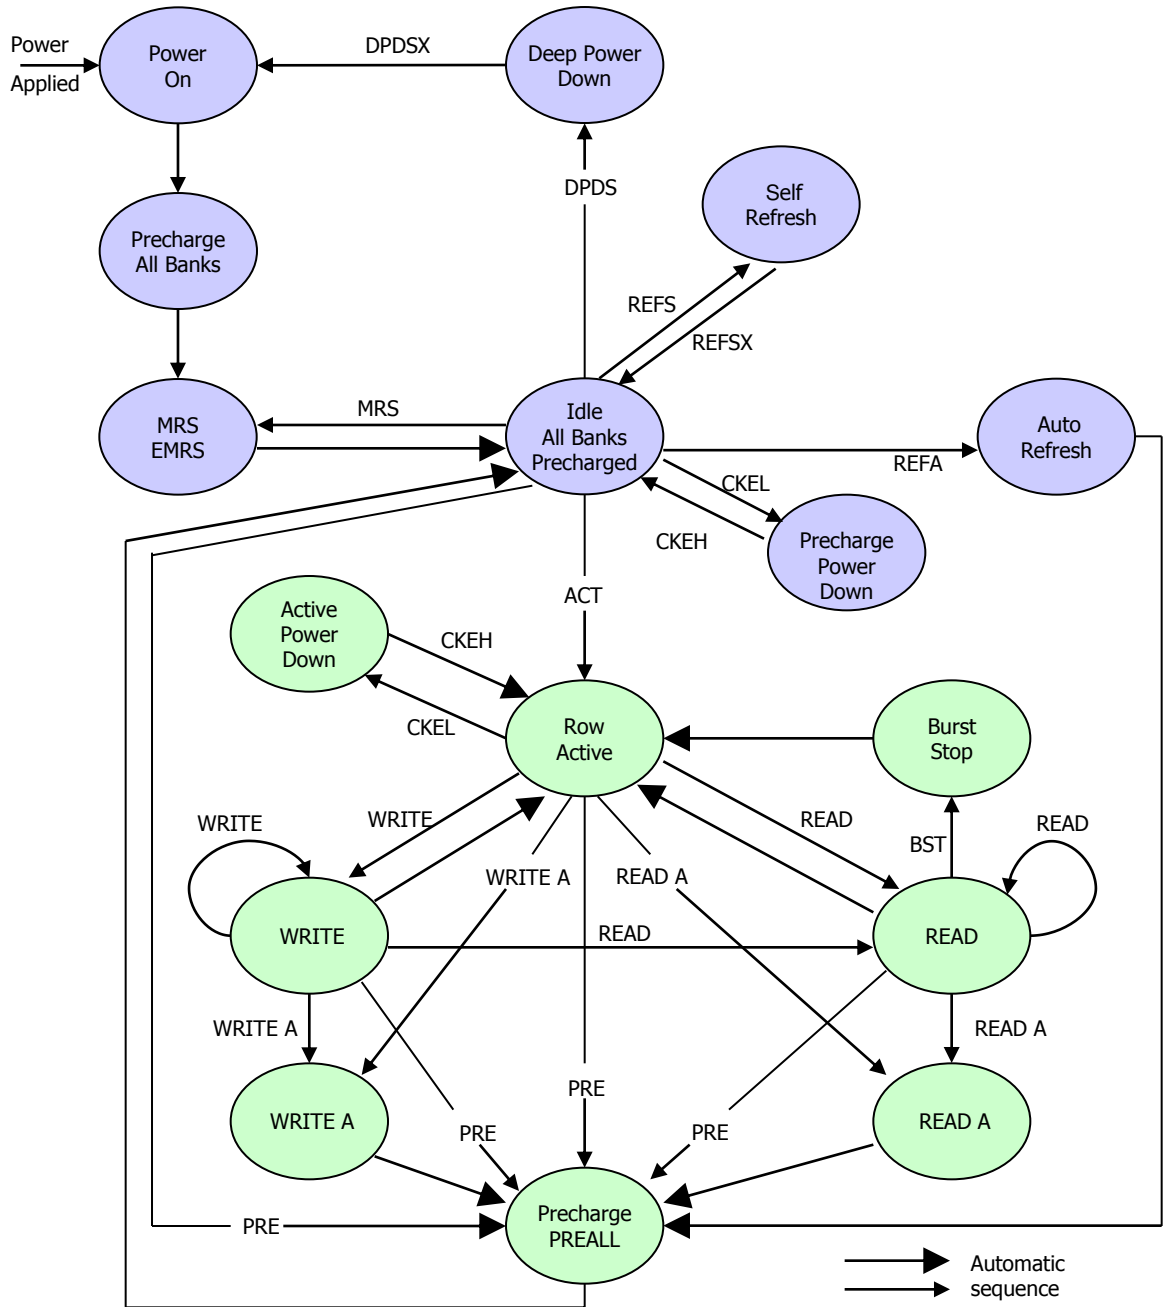 Power
Applied
Power
On
DPDSX
Deep Power
Down
DPDS
Self
Refresh
Precharge
All Banks
REFS
REFSX
MRS
EMRS
MRS
Idle
All Banks
Precharged
Auto
Refresh
REFA
CKEL
CKEH
Precharge
Power
Down
ACT
Active
Power
Down
CKEH
CKEL
Row
Active
Burst
Stop
WRITE
WRITE
READ
BST
READ
WRITE A
READ A
WRITE
READ
READ
WRITE A
READ A
WRITE A
PRE
PRE
PRE
READ A
PRE
Precharge
PREALL
Automatic
sequence